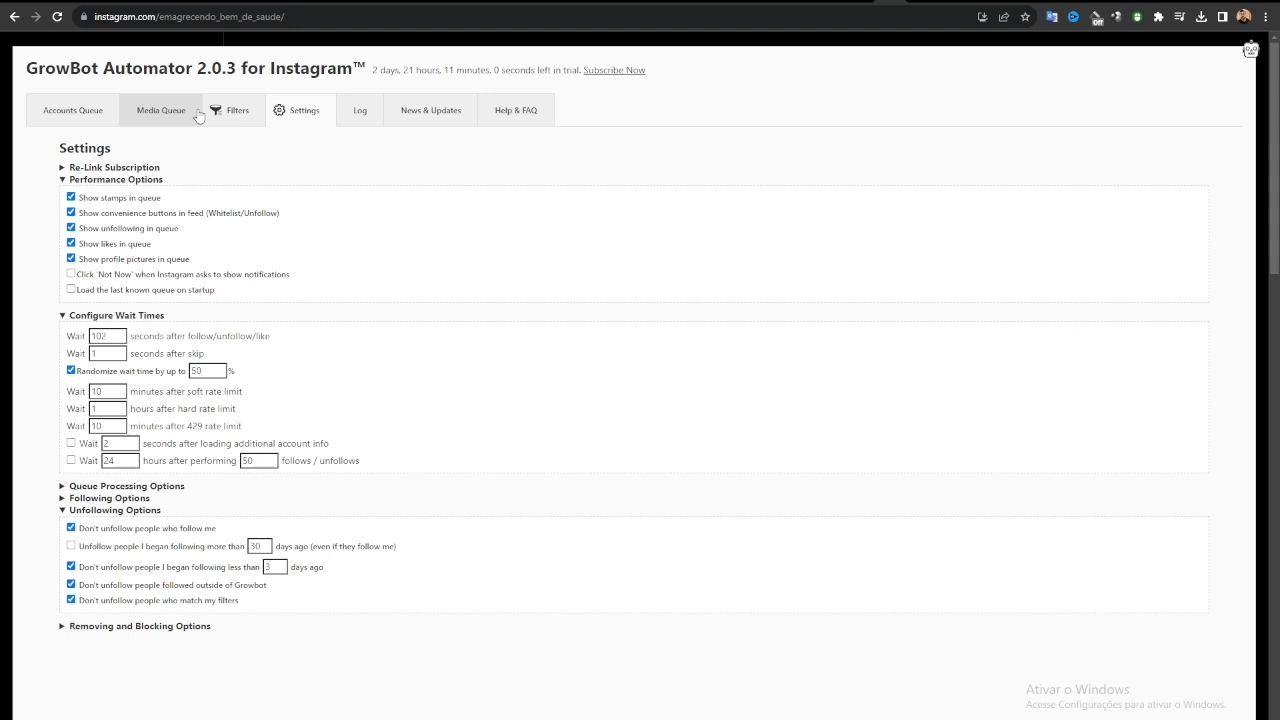 instagram.com/emagrecendo_bem_de_saude/
Off
GrowBot Automator 2.0.3 for Instagram™ 2 days, 21 hours, 11 minutes, 0 seconds left in trial. Subscribe Now
Accounts Queue Media Queue Filters Settings Log News & Updates Help & FAQ
Settings
Re-Link Subscription
Performance Options
Show stamps in queue
Show convenience buttons in feed (Whitelist/Unfollow)
Show unfollowing in queue
Show likes in queue
Show profile pictures in queue
Click 'Not Now' when Instagram asks to show notifications
Load the last known queue on startup
Configure Wait Times
Wait 102 seconds after follow/unfollow/like
Wait 1 seconds after skip
Randomize wait time by up to 50 %
Wait 10 minutes after soft rate limit
Wait 1 hours after hard rate limit
Wait 10 minutes after 429 rate limit
Wait 2 seconds after loading additional account info
Wait 24 hours after performing 50 follows / unfollows
Queue Processing Options
Following Options
Unfollowing Options
Don't unfollow people who follow me
Unfollow people I began following more than 30 days ago (even if they follow me)
Don't unfollow people I began following less than 3 days ago
Don't unfollow people followed outside of Growbot
Don't unfollow people who match my filters
Removing and Blocking Options
Ativar o Windows
Acesse Configurações para ativar o Windows.